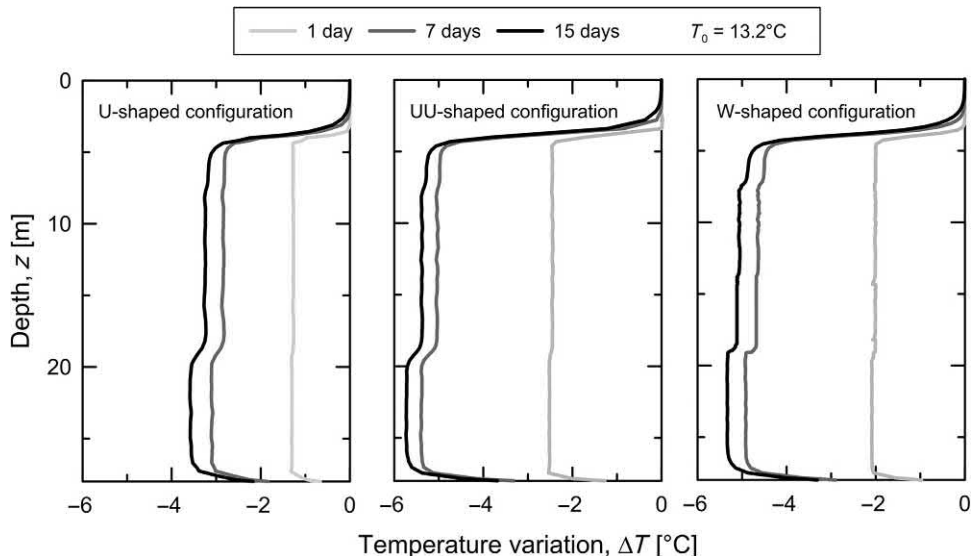 1 day 7 days 15 days T0 = 13.2°C
U-shaped configuration UU-shaped configuration W-shaped configuration
0
10
20
Depth, z [m]
−6 −4 −2 0 −6 −4 −2 0 −6 −4 −2 0
Temperature variation, ΔT [°C]